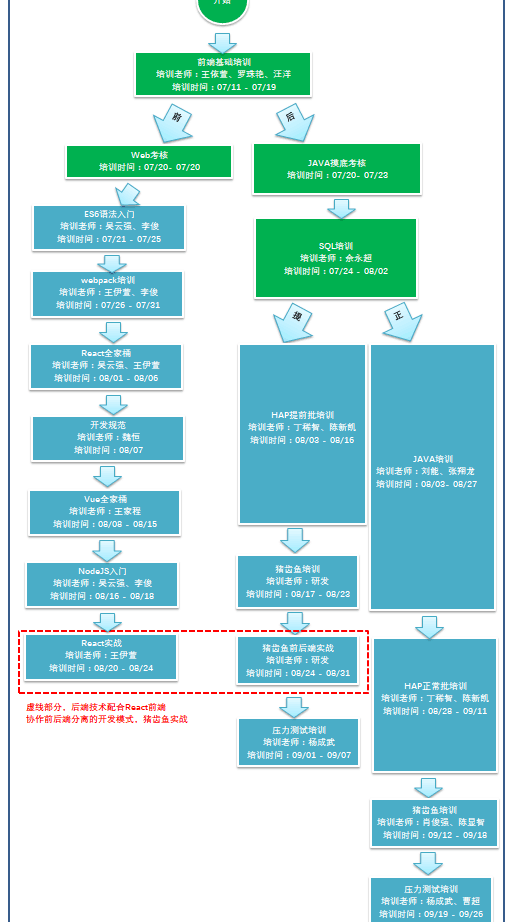 开始
前端基础培训
培训老师：王依萱、罗珠艳、汪洋
培训时间：07/11 - 07/19
前
后
Web考核
培训时间：07/20- 07/20
JAVA摸底考核
培训时间：07/20- 07/23
ES6语法入门
培训老师：吴云强、李俊
培训时间：07/21 - 07/25
SQL培训
培训老师：余永超
培训时间：07/24 - 08/02
webpack培训
培训老师：王伊萱、李俊
培训时间：07/26 - 07/31
提
正
React全家桶
培训老师：吴云强、王伊萱
培训时间：08/01 - 08/06
HAP提前批培训
培训老师：丁稀智、陈新凯
培训时间：08/03 - 08/16
JAVA培训
培训老师：刘能、张翔龙
培训时间：08/03- 08/27
开发规范
培训老师：魏恒
培训时间：08/07
Vue全家桶
培训老师：王家程
培训时间：08/08 - 08/15
NodeJS入门
培训老师：吴云强、李俊
培训时间：08/16 - 08/18
猪齿鱼培训
培训老师：研发
培训时间：08/17 - 08/23
React实战
培训老师：王伊萱
培训时间：08/20 - 08/24
猪齿鱼前后端实战
培训老师：研发
培训时间：08/24 - 08/31
HAP正常批培训
培训老师：丁稀智、陈新凯
培训时间：08/28 - 09/11
虚线部分、后端技术配合React前端
协作前后端分离的开发模式、猪齿鱼实战
压力测试培训
培训老师：杨成武
培训时间：09/01 - 09/07
猪齿鱼培训
培训老师：肖俊强、陈显智
培训时间：09/12 - 09/18
压力测试培训
培训老师：杨成武、曹超
培训时间：09/19 - 09/26